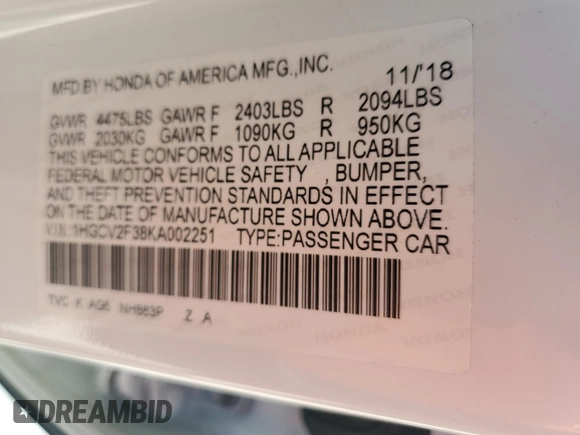 MFD.BY HONDA OF AMERICA MFG.,INC. 11/'18
GVWR 4475LBS GAWR F 2403LBS R 2094LBS
GVWR 2030KG GAWR F 1090KG R 950KG
THIS VEHICLE CONFORMS TO ALL APPLICABLE
FEDERAL MOTOR VEHICLE SAFETY , BUMPER,
AND THEFT PREVENTION STANDARDS IN EFFECT
ON THE DATE OF MANUFACTURE SHOWN ABOVE.
V.I.N.:1HGCV2F38KA002251 TYPE:PASSENGER CAR
TVC K AG6 NH883P Z A
DREAMBID